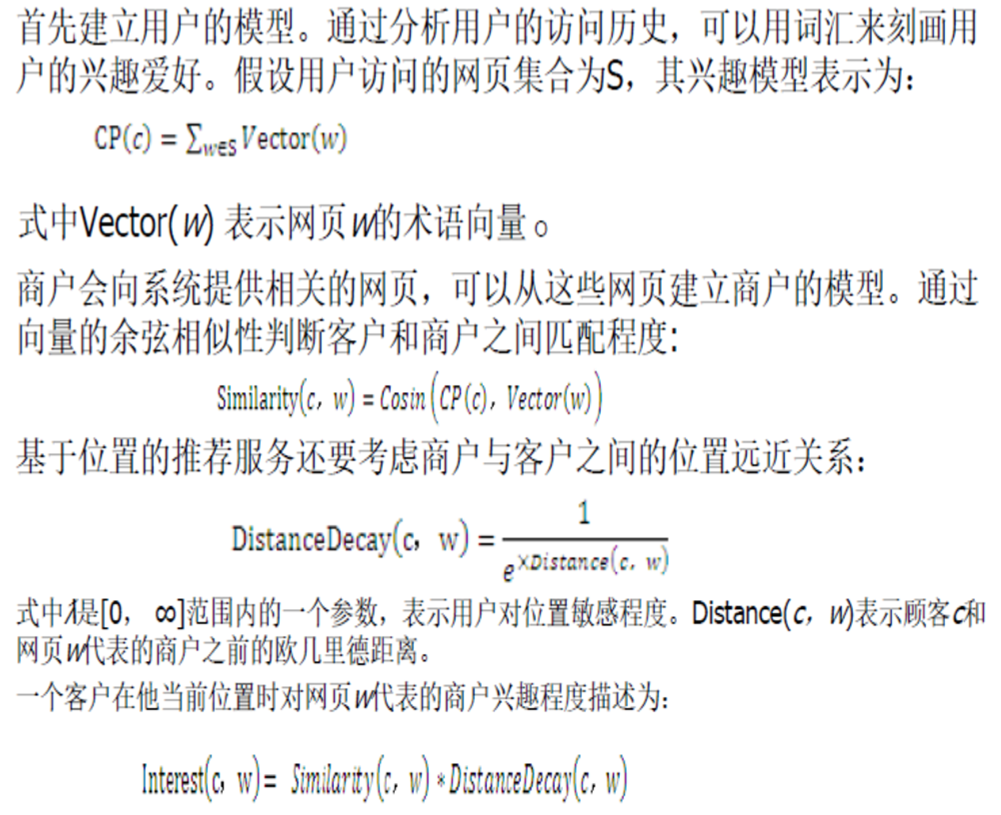 首先建立用户的模型。通过分析用户的访问历史，可以用词汇来刻画用
户的兴趣爱好。假设用户访问的网页集合为S，其兴趣模型表示为：
CP(c) = ∑w∈S Vector(w)
式中Vector(w) 表示网页w的术语向量。
商户会向系统提供相关的网页，可以从这些网页建立商户的模型。通过
向量的余弦相似性判断客户和商户之间匹配程度:
Similarity(c，w) = Cosin(CP(c)，Vector(w))
基于位置的推荐服务还要考虑商户与客户之间的位置远近关系：
DistanceDecay(c，w) = 1 / e^×Distance(c，w)
式中λ是[0， ∞]范围内的一个参数，表示用户对位置敏感程度。Distance(c，w)表示顾客c和
网页w代表的商户之前的欧几里德距离。
一个客户在他当前位置时对网页w代表的商户兴趣程度描述为：
Interest(c，w) = Similarity(c，w) * DistanceDecay(c，w)